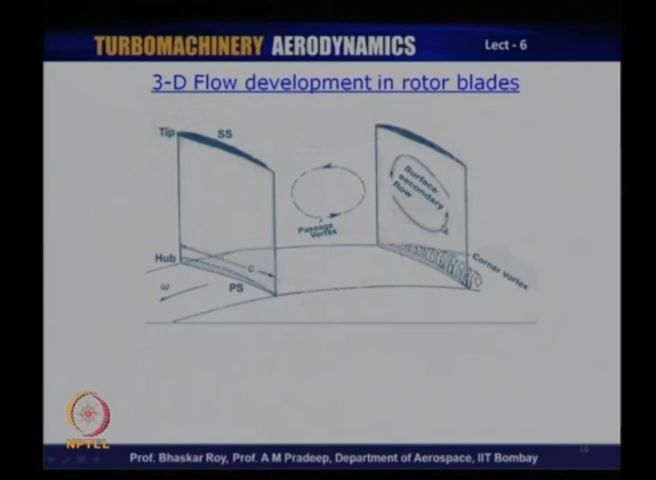 TURBOMACHINERY AERODYNAMICS
Lect - 6
3-D Flow development in rotor blades
Tip
SS
Surface
secondary
flow
Passage
Vortex
Hub
C
Corner Vortex
PS
ω
NPTEL
16
Prof. Bhaskar Roy, Prof. A M Pradeep, Department of Aerospace, IIT Bombay